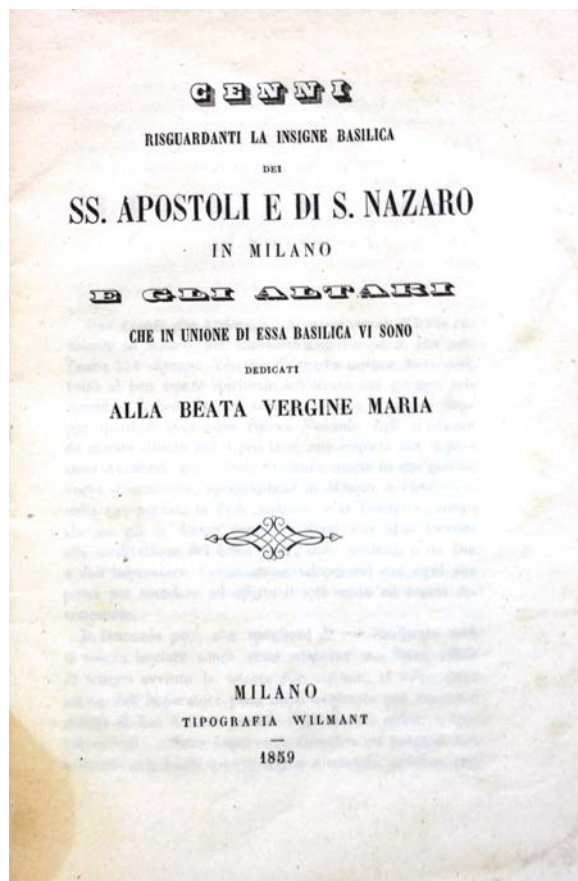 CENNI
RISGUARDANTI LA INSIGNE BASILICA
DEI
SS. APOSTOLI E DI S. NAZARO
IN MILANO
E GLI ALTARI
CHE IN UNIONE DI ESSA BASILICA VI SONO
DEDICATI
ALLA BEATA VERGINE MARIA
MILANO
TIPOGRAFIA WILMANT
1859